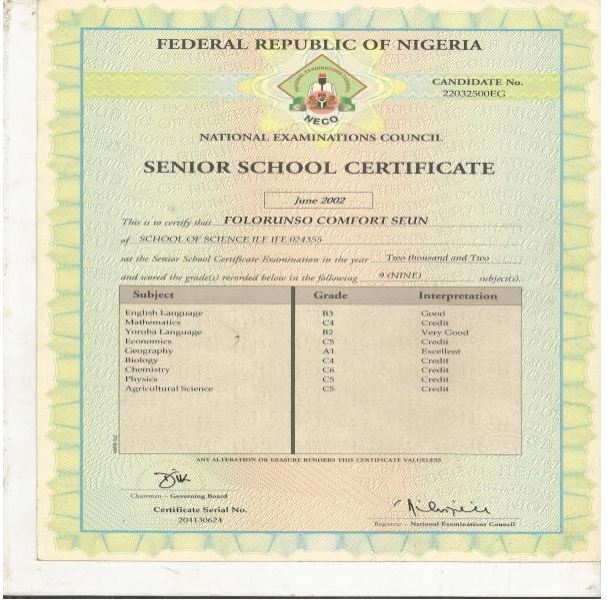 FEDERAL REPUBLIC OF NIGERIA
CANDIDATE No.
22032500EG
NECO
NATIONAL EXAMINATIONS COUNCIL
SENIOR SCHOOL CERTIFICATE
June 2002
This is to certify that FOLORUNSO COMFORT SEUN
of SCHOOL OF SCIENCE ILE IFE 024355
sat the Senior School Certificate Examination in the year Two thousand and Two
and scored the grade(s) recorded below in the following 9 (NINE) subject(s)
Subject Grade Interpretation
English Language B3 Good
Mathematics C4 Credit
Yoruba Language B2 Very Good
Economics C5 Credit
Geography A1 Excellent
Biology C4 Credit
Chemistry C6 Credit
Physics C5 Credit
Agricultural Science C5 Credit
ANY ALTERATION OR ERASURE RENDERS THIS CERTIFICATE VALUELESS
Chairman - Governing Board
Certificate Serial No.
204130624
Registrar - National Examinations Council